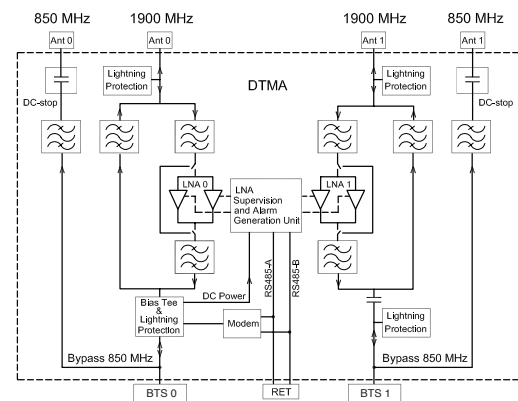 850 MHz
1900 MHz
1900 MHz
850 MHz
Ant 0
Ant 0
Ant 1
Ant 1
Lightning
Protection
DTMA
Lightning
Protection
DC-stop
DC-stop
LNA 0
LNA
Supervision
and Alarm
Generation Unit
LNA 1
RS485-A
RS485-B
DC Power
Bias Tee
&
Lightning
Protection
Modem
Lightning
Protection
Bypass 850 MHz
Bypass 850 MHz
BTS 0
RET
BTS 1